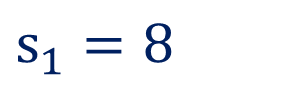 s₁ = 8